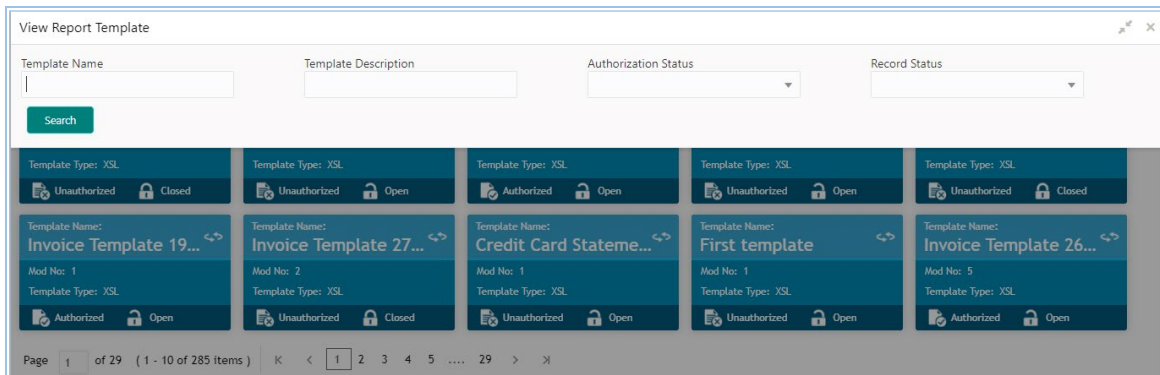 View Report Template
Template Name Template Description Authorization Status Record Status
Search
Template Type: XSL Template Type: XSL Template Type: XSL Template Type: XSL Template Type: XSL
Unauthorized Closed Unauthorized Open Authorized Open Unauthorized Open Unauthorized Closed
Template Name: Template Name: Template Name: Template Name: Template Name:
Invoice Template 19... Invoice Template 27... Credit Card Stateme... First template Invoice Template 26...
Mod No: 1 Mod No: 2 Mod No: 1 Mod No: 1 Mod No: 5
Template Type: XSL Template Type: XSL Template Type: XSL Template Type: XSL Template Type: XSL
Authorized Open Unauthorized Closed Unauthorized Open Unauthorized Open Authorized Open
Page 1 of 29 ( 1 - 10 of 285 items ) 1 2 3 4 5 .... 29